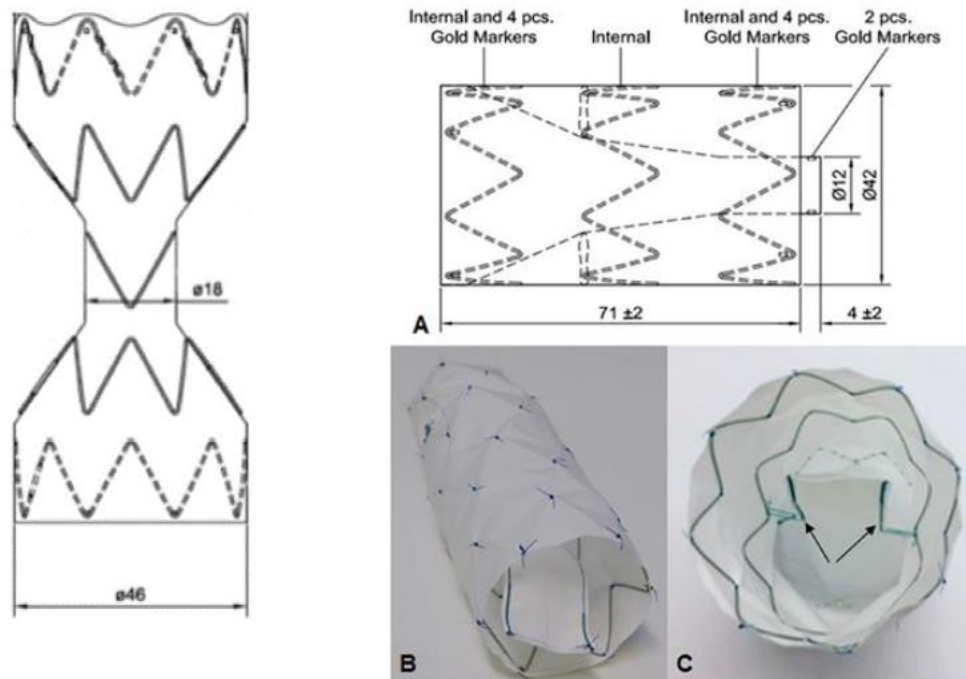 Internal and 4 pcs.
Gold Markers
Internal
Internal and 4 pcs.
Gold Markers
2 pcs.
Gold Markers
ø18
ø46
Ø12
Ø42
A
71 ±2
4 ±2
B
C